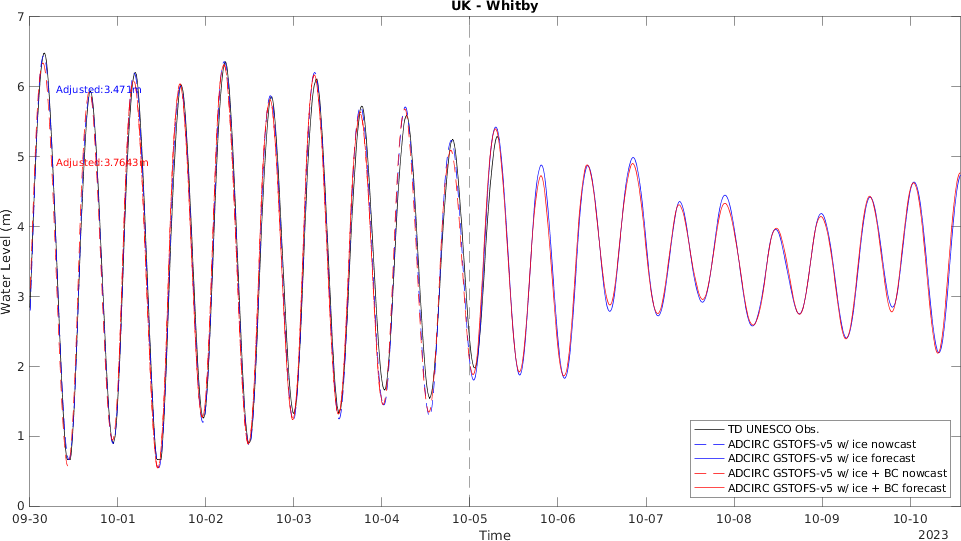 UK - Whitby
7
6
5
4
3
2
1
0
Water Level (m)
Adjusted:3.471m
Adjusted:3.7643m
TD UNESCO Obs.
ADCIRC GSTOFS-v5 w/ ice nowcast
ADCIRC GSTOFS-v5 w/ ice forecast
ADCIRC GSTOFS-v5 w/ ice + BC nowcast
ADCIRC GSTOFS-v5 w/ ice + BC forecast
09-30 10-01 10-02 10-03 10-04 10-05 10-06 10-07 10-08 10-09 10-10
Time
2023